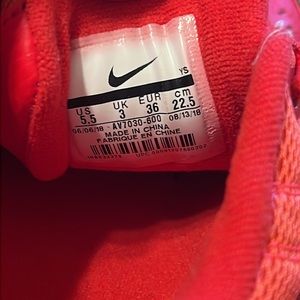 YS
US UK EUR cm
5.5 3 36 22.5
06/06/18 AV7030-600 08/13/18
MADE IN CHINA
FABRIQUE EN CHINE